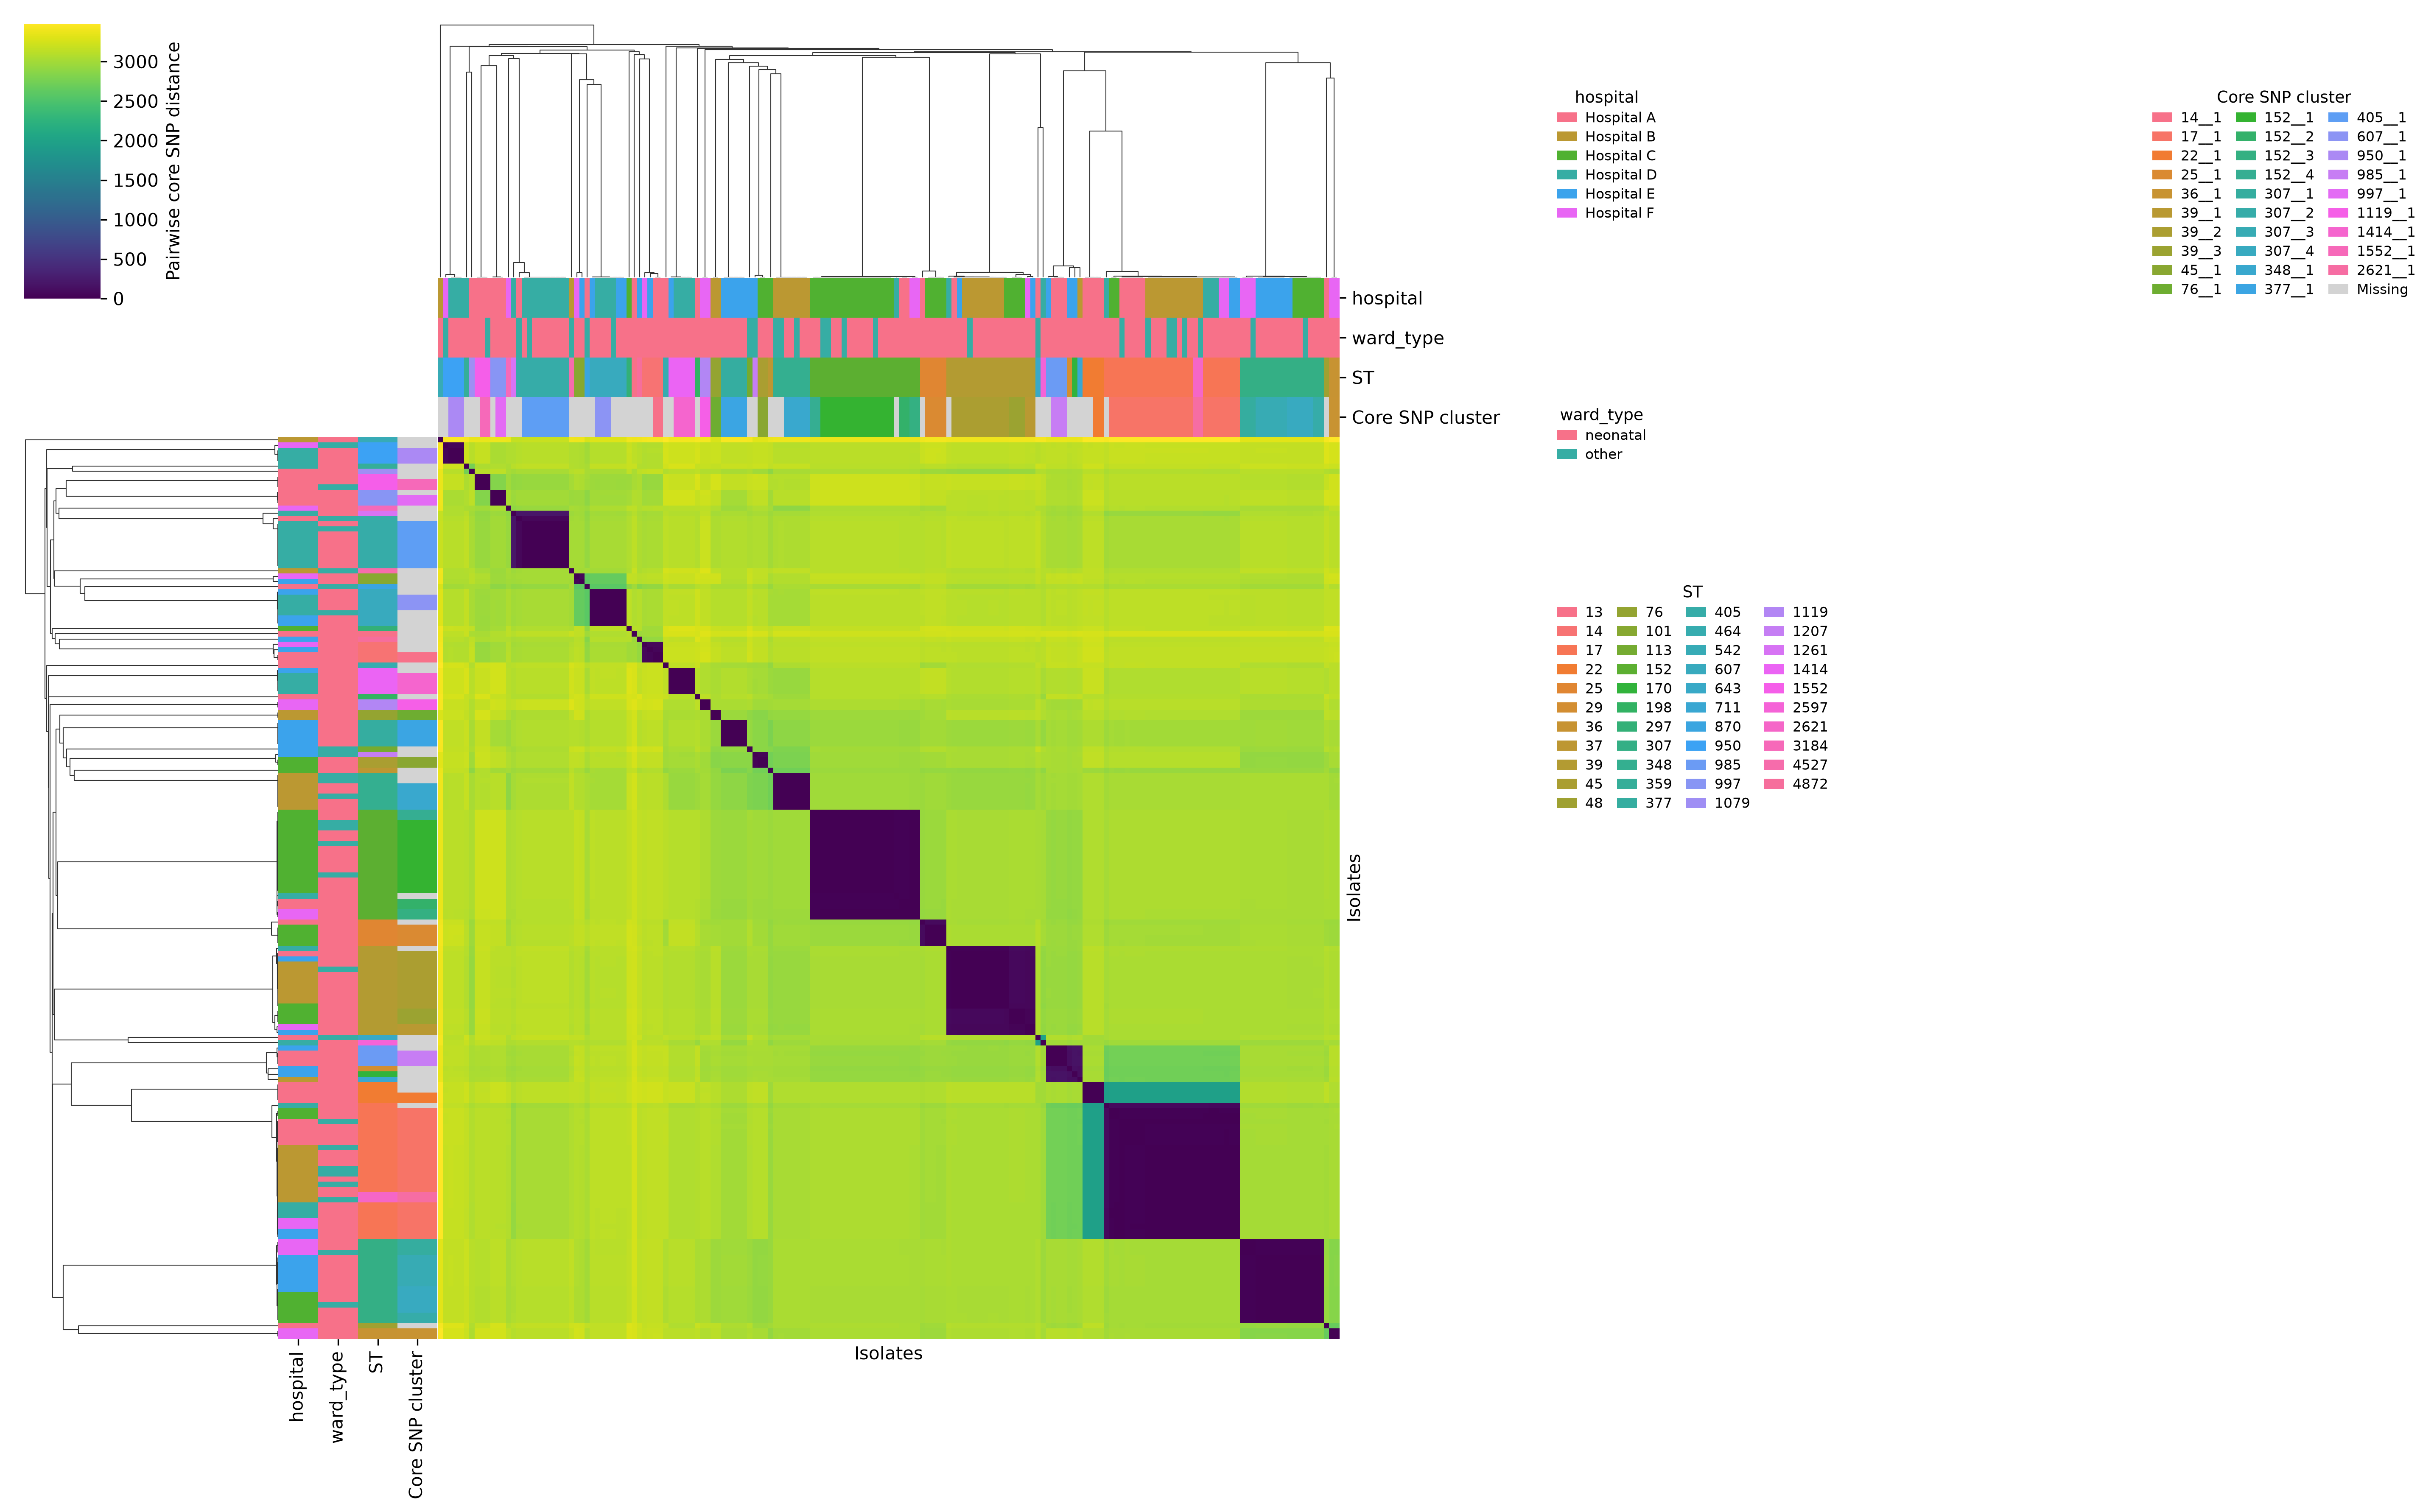 3000
2500
2000
1500
1000
500
0
Pairwise core SNP distance
hospital
Hospital A
Hospital B
Hospital C
Hospital D
Hospital E
Hospital F
Core SNP cluster
14__1 152__1 405__1
17__1 152__2 607__1
22__1 152__3 950__1
25__1 152__4 985__1
36__1 307__1 997__1
39__1 307__2 1119__1
39__2 307__3 1414__1
39__3 307__4 1552__1
45__1 348__1 2621__1
76__1 377__1 Missing
hospital
ward_type
ST
Core SNP cluster
ward_type
neonatal
other
ST
13 76 405 1119
14 101 464 1207
17 113 542 1261
22 152 607 1414
25 170 643 1552
29 198 711 2597
36 297 870 2621
37 307 950 3184
39 348 985 4527
45 359 997 4872
48 377 1079
Isolates
Isolates
hospital
ward_type
ST
Core SNP cluster